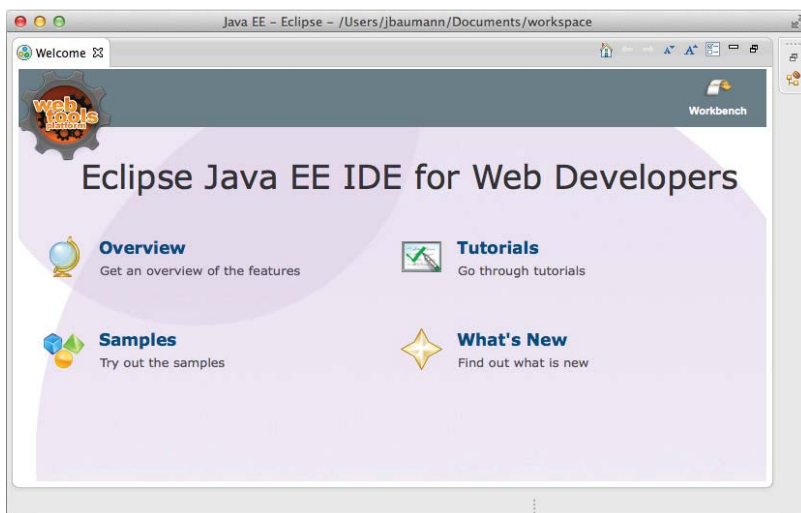 Java EE – Eclipse – /Users/jbaumann/Documents/workspace
Welcome
web
tools
platform
Workbench
Eclipse Java EE IDE for Web Developers
Overview
Get an overview of the features
Tutorials
Go through tutorials
Samples
Try out the samples
What's New
Find out what is new